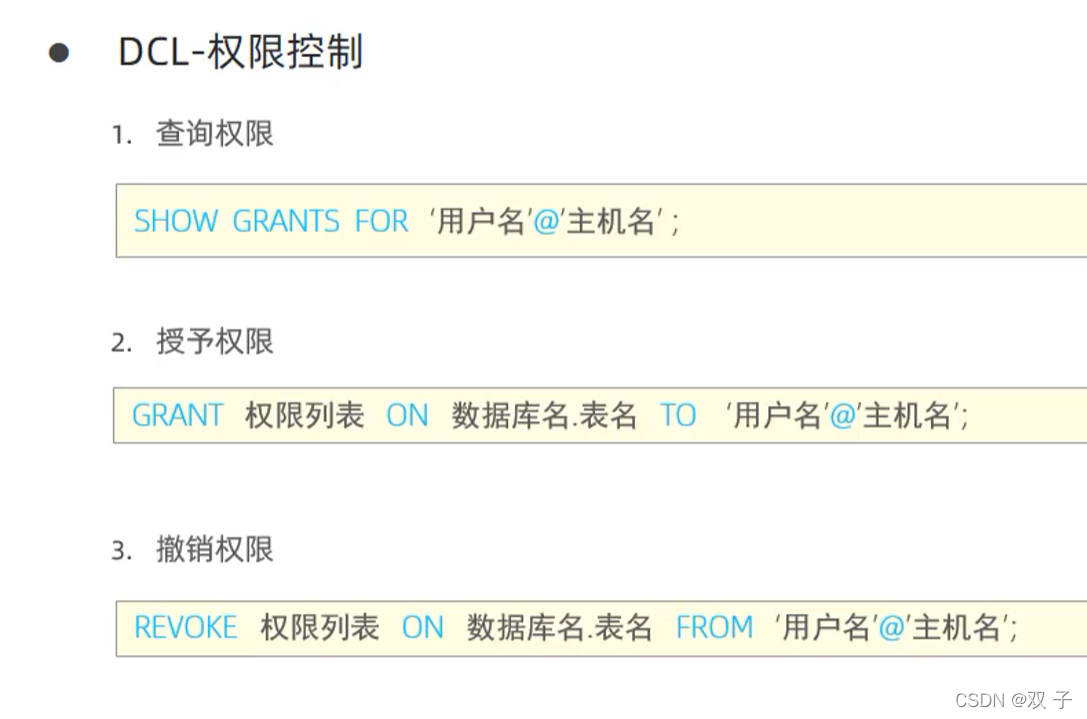 ● DCL-权限控制
1. 查询权限
SHOW GRANTS FOR '用户名'@'主机名' ;
2. 授予权限
GRANT 权限列表 ON 数据库名.表名 TO '用户名'@'主机名';
3. 撤销权限
REVOKE 权限列表 ON 数据库名.表名 FROM '用户名'@'主机名';
CSDN @双 子